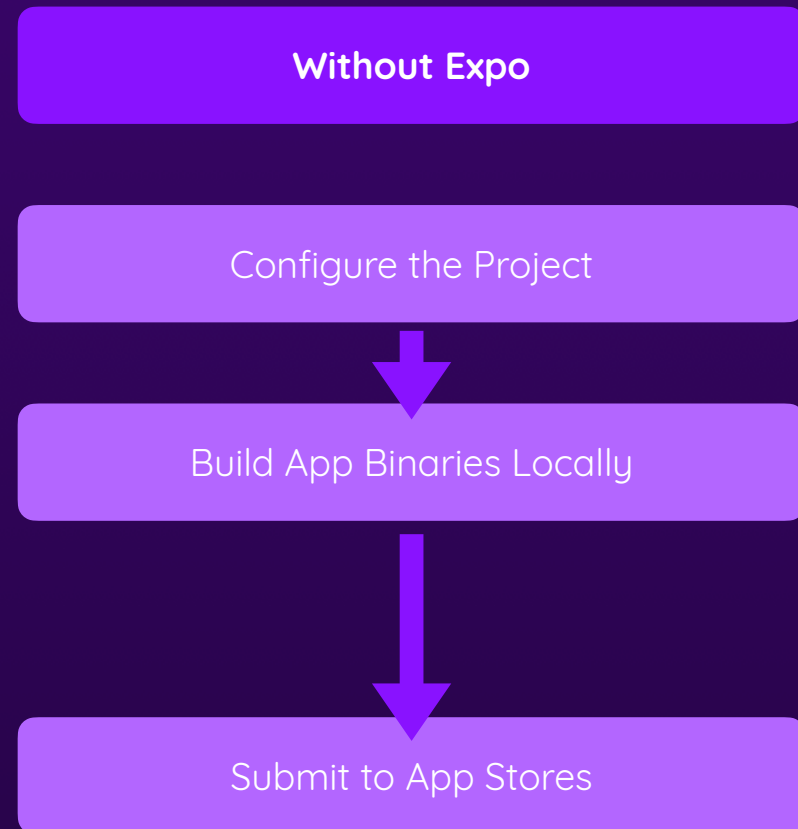 Without Expo
Configure the Project
Build App Binaries Locally
Submit to App Stores